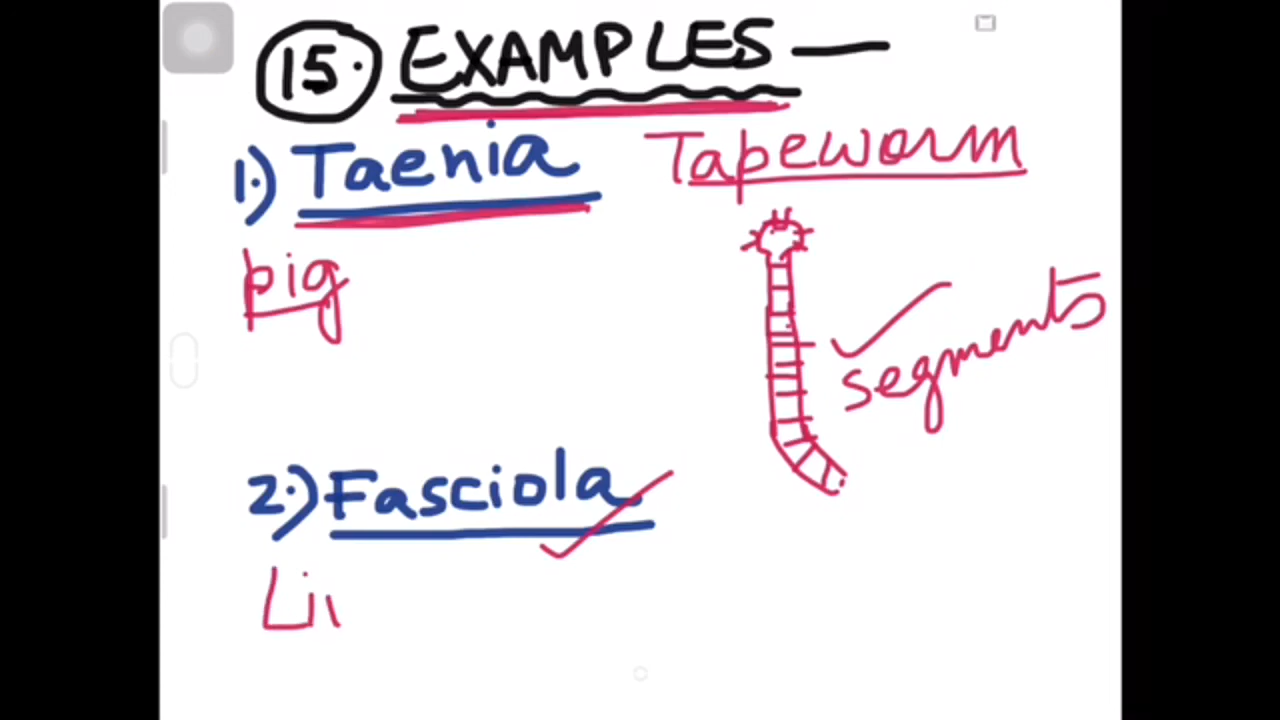 15. EXAMPLES —
1.) Taenia Tapeworm
pig
segments
2.) Fasciola